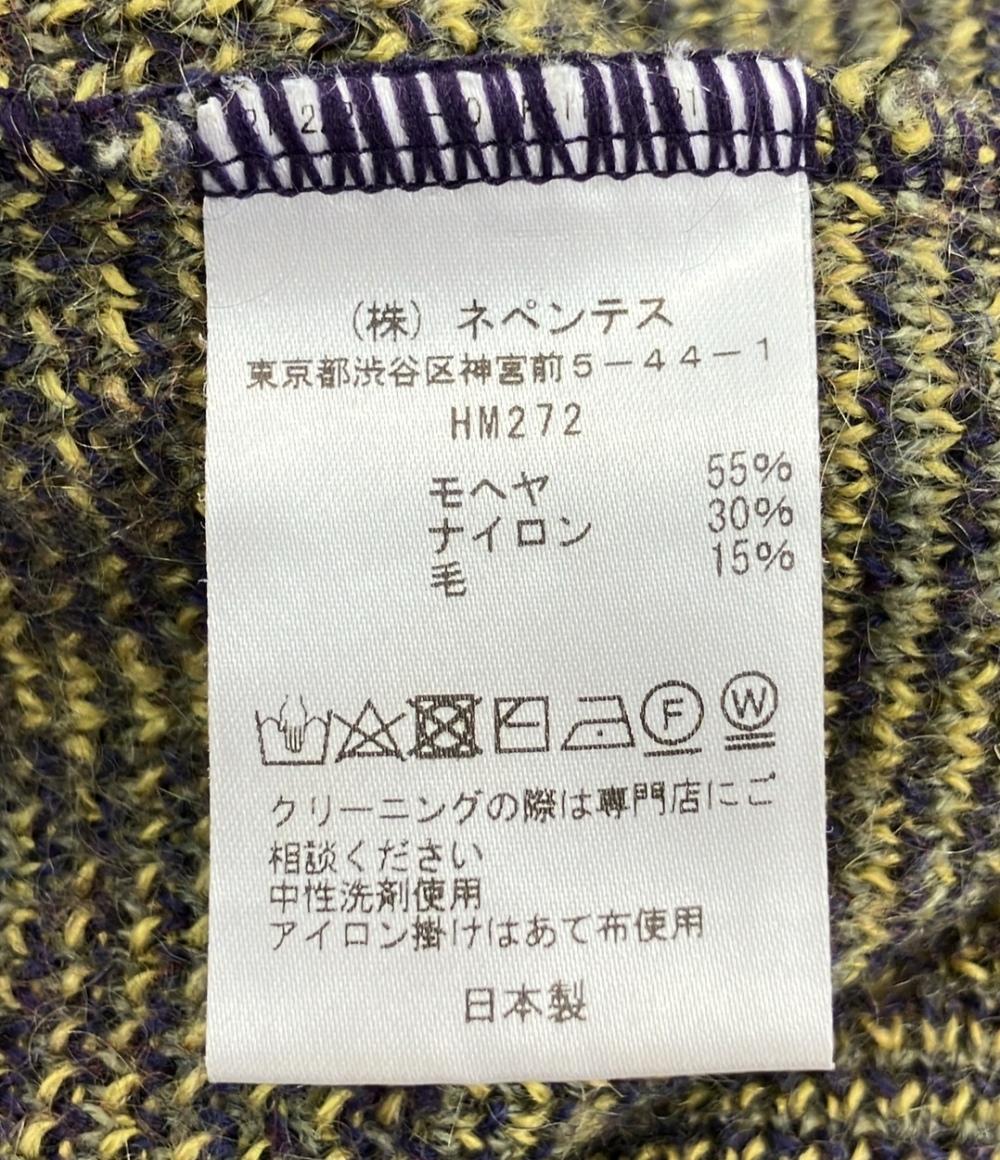 (株) ネペンテス
東京都渋谷区神宮前5-44-1
HM272
モヘヤ 55%
ナイロン 30%
毛 15%
F W
クリーニングの際は専門店にご
相談ください
中性洗剤使用
アイロン掛けはあて布使用
日本製